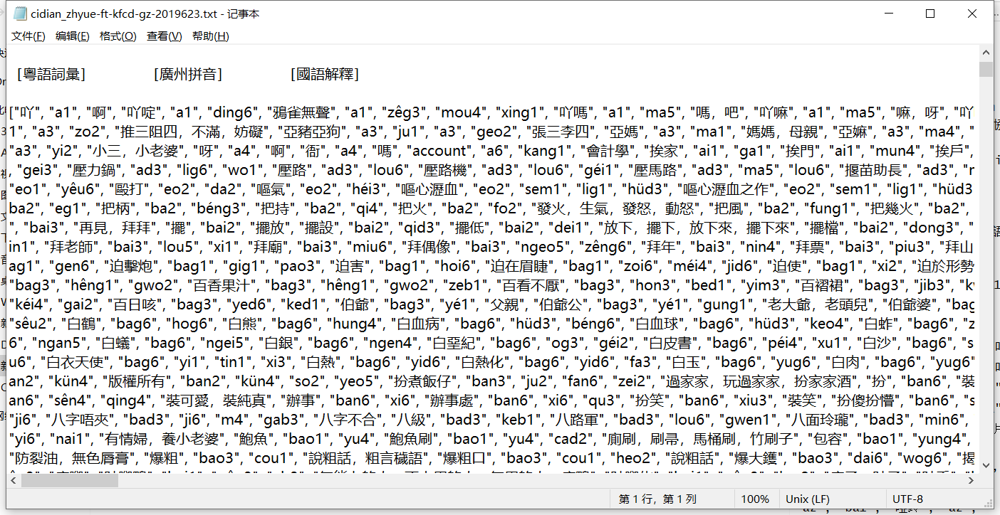 cidian_zhyue-ft-kfcd-gz-2019623.txt - 记事本
文件(F) 编辑(E) 格式(O) 查看(V) 帮助(H)
[粵語詞彙] [廣州拼音] [國語解釋]
["吖", "a1", "啊", "吖啶", "a1", "ding6", "鴉雀無聲", "a1", "zêg3", "mou4", "xing1", "吖嗎", "a1", "ma5", "嗎，吧", "吖嘛", "a1", "ma5", "嘛，呀", "吖
1", "a3", "zo2", "推三阻四，不滿，妨礙", "亞豬亞狗", "a3", "ju1", "a3", "geo2", "張三李四", "亞媽", "a3", "ma1", "媽媽，母親", "亞嫲", "a3", "ma4", "
"a3", "yi2", "小三，小老婆", "呀", "a4", "啊", "衙", "a4", "嗎", "account", "a6", "kang1", "會計學", "挨家", "ai1", "ga1", "挨門", "ai1", "mun4", "挨戶",
, "gei3", "壓力鍋", "ad3", "lig6", "wo1", "壓路", "ad3", "lou6", "壓路機", "ad3", "lou6", "géi1", "壓馬路", "ad3", "ma5", "lou6", "揠苗助長", "ad3",
"eo1", "yêu6", "毆打", "eo2", "da2", "嘔氣", "eo2", "héi3", "嘔心瀝血", "eo2", "sem1", "lig1", "hüd3", "嘔心瀝血之作", "eo2", "sem1", "lig1", "hüd3
ba2", "eg1", "把柄", "ba2", "béng3", "把持", "ba2", "qi4", "把火", "ba2", "fo2", "發火，生氣，發怒，動怒", "把風", "ba2", "fung1", "把幾火", "ba2",
, "bai3", "再見，拜拜", "擺", "bai2", "擺放", "擺設", "bai2", "qid3", "擺低", "bai2", "dei1", "放下，擺下，放下來，擺下來", "擺檔", "bai2", "dong3", "
in1", "拜老師", "bai3", "lou5", "xi1", "拜廟", "bai3", "miu6", "拜偶像", "bai3", "ngeo5", "zêng6", "拜年", "bai3", "nin4", "拜票", "bai3", "piu3", "拜山
ag1", "gen6", "迫擊炮", "bag1", "gig1", "pao3", "迫害", "bag1", "hoi6", "迫在眉睫", "bag1", "zoi6", "méi4", "jid6", "迫使", "bag1", "xi2", "迫於形勢
"bag3", "hêng1", "gwo2", "百香果汁", "bag3", "hêng1", "gwo2", "zeb1", "百看不厭", "bag3", "hon3", "bed1", "yim3", "百褶裙", "bag3", "jib3", "k
"kéi4", "gai2", "百日咳", "bag3", "yed6", "ked1", "伯爺", "bag3", "yé1", "父親", "伯爺公", "bag3", "yé1", "gung1", "老大爺，老頭兒", "伯爺婆", "bag
"sêu2", "白鶴", "bag6", "hog6", "白熊", "bag6", "hung4", "白血病", "bag6", "hüd3", "béng6", "白血球", "bag6", "hüd3", "keo4", "白蚱", "bag6", "z
6", "ngan5", "白蟻", "bag6", "ngei5", "白銀", "bag6", "ngen4", "白堊紀", "bag6", "og3", "géi2", "白皮書", "bag6", "péi4", "xu1", "白沙", "bag6", "s
u6", "白衣天使", "bag6", "yi1", "tin1", "xi3", "白熱", "bag6", "yid6", "白熱化", "bag6", "yid6", "fa3", "白玉", "bag6", "yug6", "白肉", "bag6", "yug6"
an2", "kün4", "版權所有", "ban2", "kün4", "so2", "yeo5", "扮煮飯仔", "ban3", "ju2", "fan6", "zei2", "過家家，玩過家家，扮家家酒", "扮", "ban6", "裝
an6", "sên4", "qing4", "裝可愛，裝純真", "辦事", "ban6", "xi6", "辦事處", "ban6", "xi6", "qu3", "扮笑", "ban6", "xiu3", "裝笑", "扮傻扮懵", "ban6", "s
"ji6", "八字唔夾", "bad3", "ji6", "m4", "gab3", "八字不合", "八級", "bad3", "keb1", "八路軍", "bad3", "lou6", "gwen1", "八面玲瓏", "bad3", "min6",
"yi6", "nai1", "有情婦，養小老婆", "鮑魚", "bao1", "yu4", "鮑魚刷", "bao1", "yu4", "cad2", "廁刷，刷帚，馬桶刷，竹刷子", "包容", "bao1", "yung4",
"防裂油，無色唇膏", "爆粗", "bao3", "cou1", "說粗話，粗言穢語", "爆粗口", "bao3", "cou1", "heo2", "說粗話", "爆大鑊", "bao3", "dai6", "wog6", "揭
第 1 行，第 1 列 100% Unix (LF) UTF-8